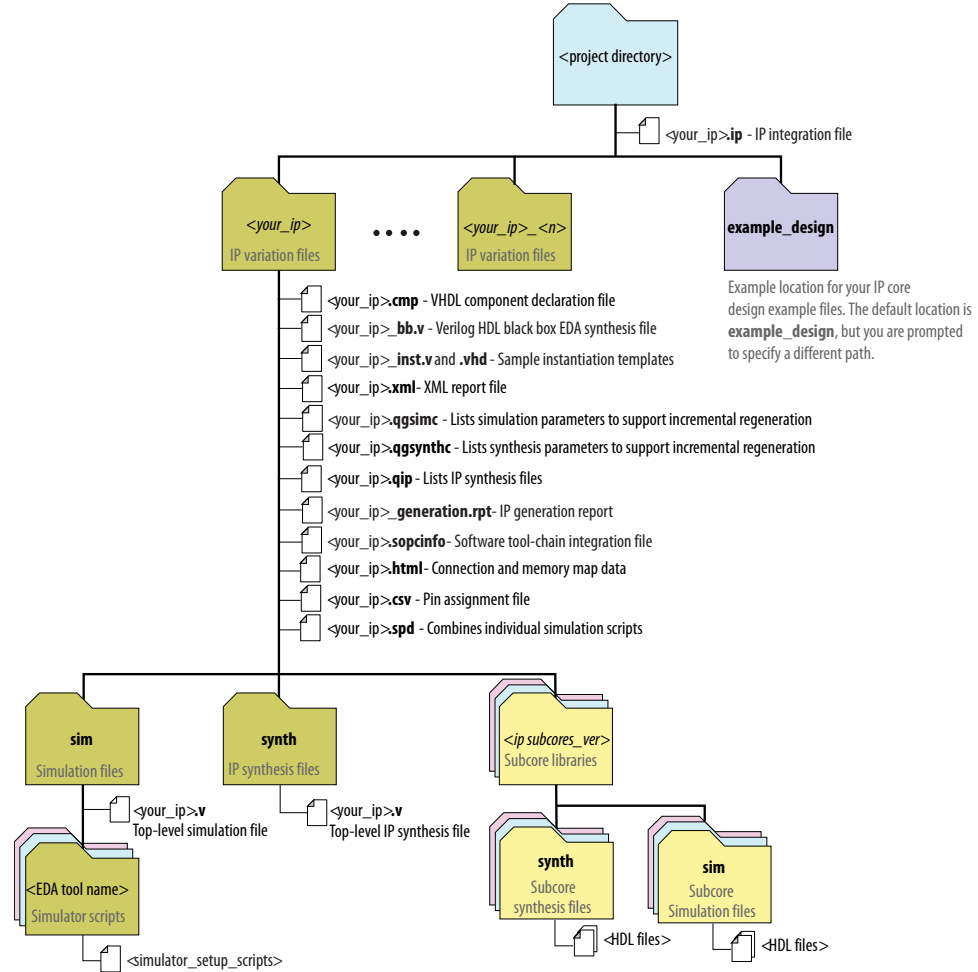 <project directory>
<your_ip>.ip - IP integration file
<your_ip>
IP variation files
<your_ip>_<n>
IP variation files
example_design
Example location for your IP core
design example files. The default location is
example_design, but you are prompted
to specify a different path.
<your_ip>.cmp - VHDL component declaration file
<your_ip>_bb.v - Verilog HDL black box EDA synthesis file
<your_ip>_inst.v and .vhd - Sample instantiation templates
<your_ip>.xml- XML report file
<your_ip>.qgsimc - Lists simulation parameters to support incremental regeneration
<your_ip>.qgsynthc - Lists synthesis parameters to support incremental regeneration
<your_ip>.qip - Lists IP synthesis files
<your_ip>_generation.rpt- IP generation report
<your_ip>.sopcinfo- Software tool-chain integration file
<your_ip>.html- Connection and memory map data
<your_ip>.csv - Pin assignment file
<your_ip>.spd - Combines individual simulation scripts
sim
Simulation files
synth
IP synthesis files
<ip subcores_ver>
Subcore libraries
<your_ip>.v
Top-level simulation file
<your_ip>.v
Top-level IP synthesis file
<EDA tool name>
Simulator scripts
synth
Subcore
synthesis files
sim
Subcore
Simulation files
<HDL files>
<HDL files>
<simulator_setup_scripts>